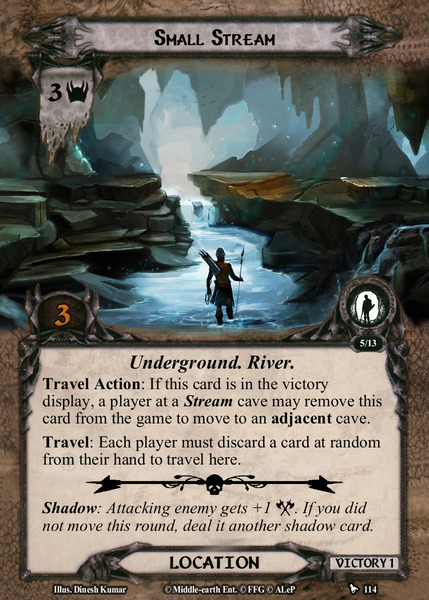 Small Stream
3
3
5/13
Underground. River.
Travel Action: If this card is in the victory
display, a player at a Stream cave may remove this
card from the game to move to an adjacent cave.
Travel: Each player must discard a card at random
from their hand to travel here.
Shadow: Attacking enemy gets +1 . If you did
not move this round, deal it another shadow card.
LOCATION
VICTORY 1
Illus. Dinesh Kumar
© Middle-earth Ent. © FFG © ALeP
114